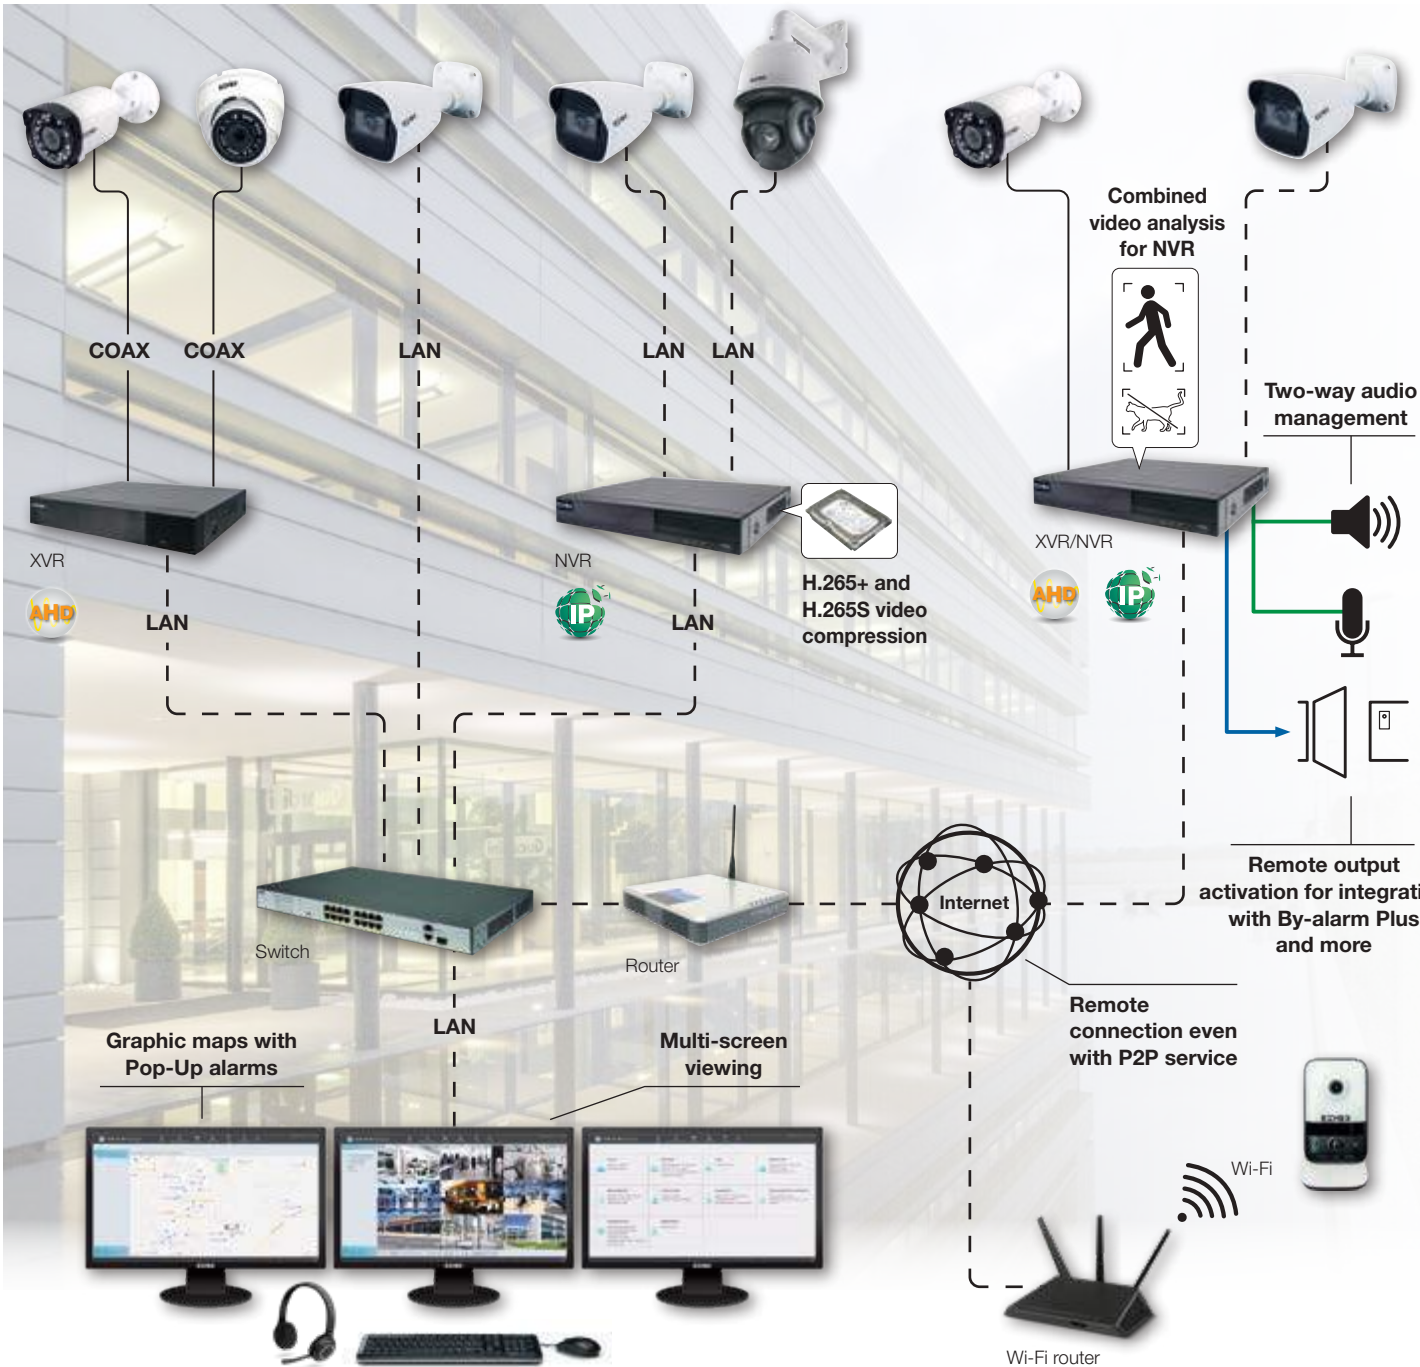 Combined
video analysis
for NVR
COAX
COAX
LAN
LAN
LAN
Two-way audio
management
XVR
AHD
LAN
NVR
IP
LAN
H.265+ and
H.265S video
compression
XVR/NVR
AHD
IP
Switch
Router
Internet
Remote output
activation for integrati
with By-alarm Plus
and more
LAN
Graphic maps with
Pop-Up alarms
Multi-screen
viewing
Remote
connection even
with P2P service
Wi-Fi
Wi-Fi router